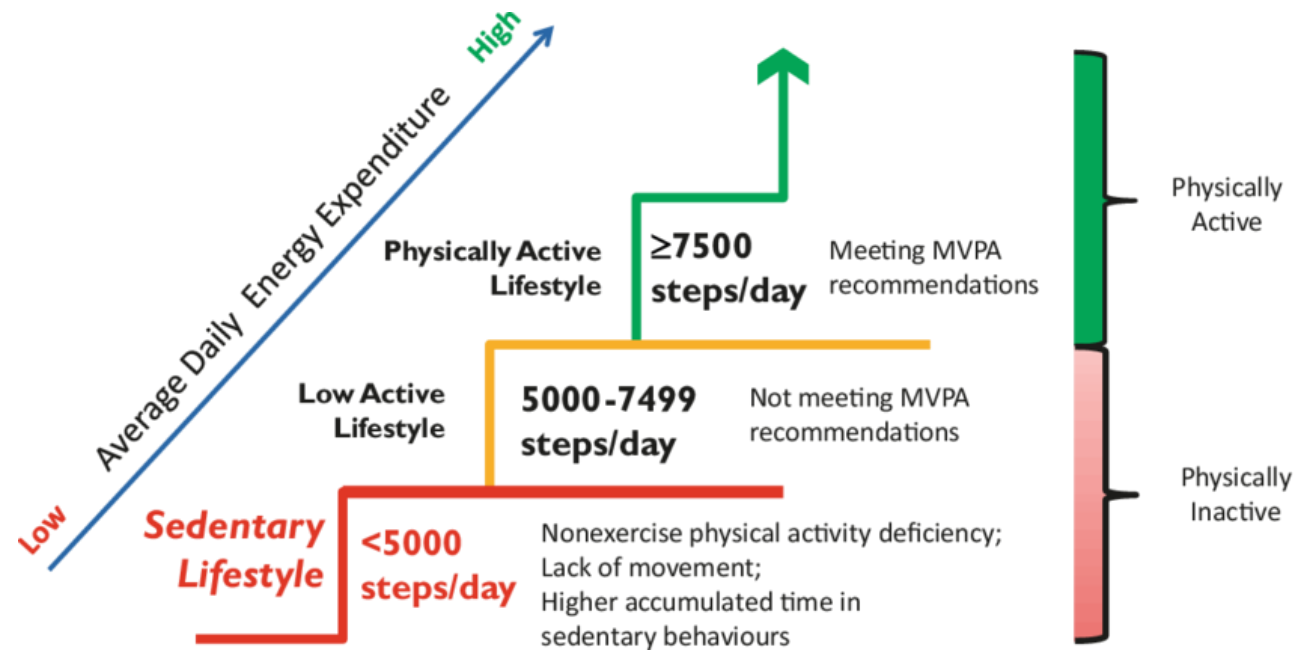 High
Average Daily Energy Expenditure
Low
Physically Active
Lifestyle
≥7500
steps/day
Meeting MVPA
recommendations
Low Active
Lifestyle
5000-7499
steps/day
Not meeting MVPA
recommendations
Sedentary
Lifestyle
<5000
steps/day
Nonexercise physical activity deficiency;
Lack of movement;
Higher accumulated time in
sedentary behaviours
Physically
Active
Physically
Inactive